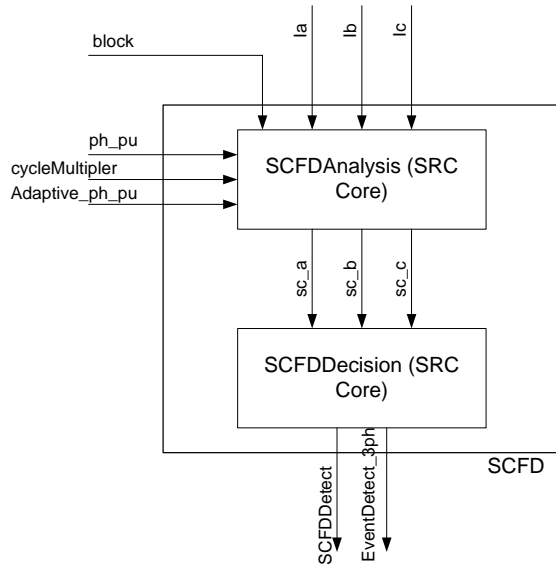 Ia
Ib
Ic
block
ph_pu
cycleMultipler
Adaptive_ph_pu
SCFDAnalysis (SRC
Core)
sc_a
sc_b
sc_c
SCFDDecision (SRC
Core)
SCFD
SCFDDetect
EventDetect_3ph